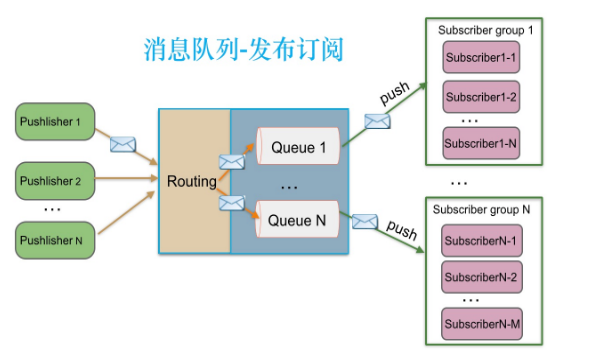 消息队列-发布订阅
Pushlisher 1
Pushlisher 2
...
Pushlisher N
Routing
Queue 1
...
Queue N
push
push
Subscriber group 1
Subscriber1-1
Subscriber1-2
...
Subscriber1-N
...
Subscriber group N
SubscriberN-1
SubscriberN-2
...
SubscriberN-M